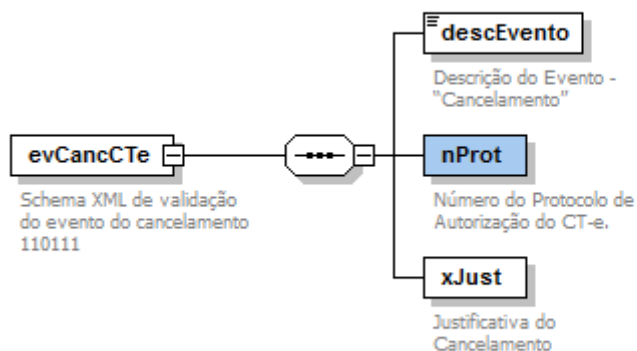 descEvento
Descrição do Evento -
"Cancelamento"
evCancCTe
Schema XML de validação
do evento do cancelamento
110111
nProt
Número do Protocolo de
Autorização do CT-e.
xJust
Justificativa do
Cancelamento